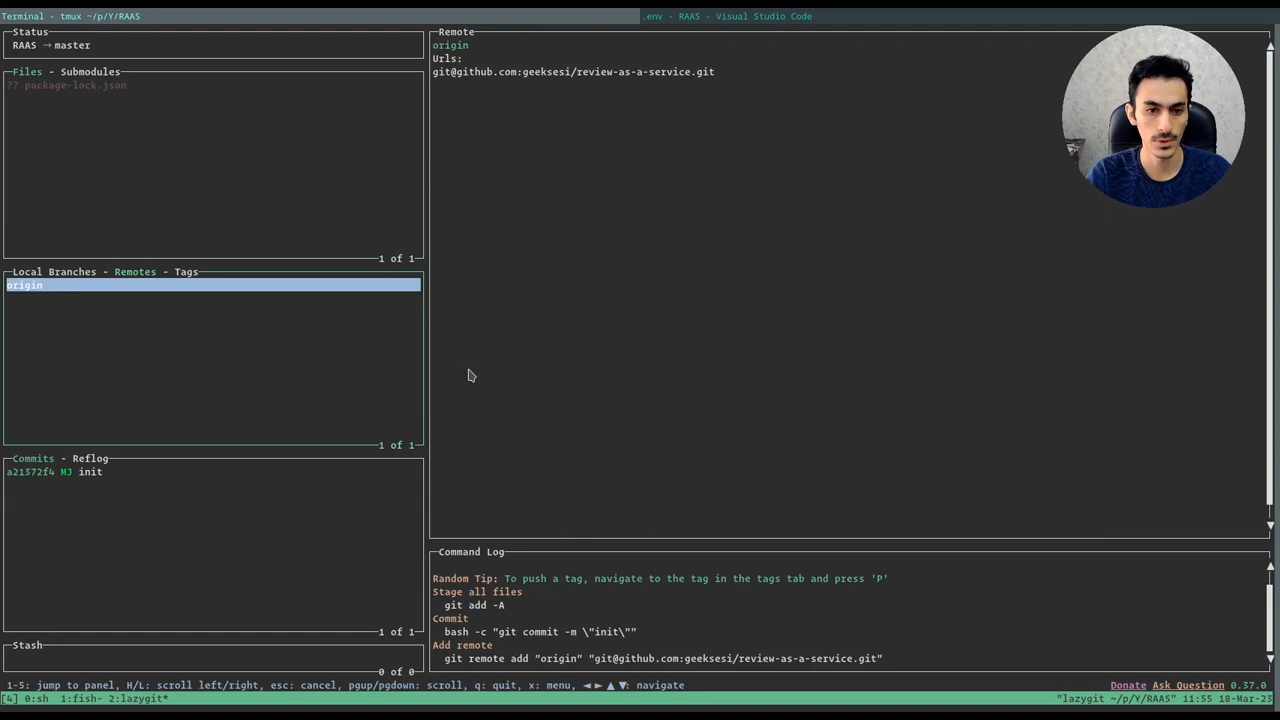 Terminal - tmux ~/p/Y/RAAS
.env - RAAS - Visual Studio Code
Status
RAAS → master
Files - Submodules
?? package-lock.json
1 of 1
Local Branches - Remotes - Tags
origin
1 of 1
Commits - Reflog
a21372f4 MJ init
1 of 1
Stash
0 of 0
Remote
origin
Urls:
git@github.com:geeksesi/review-as-a-service.git
Command Log
Random Tip: To push a tag, navigate to the tag in the tags tab and press 'P'
Stage all files
git add -A
Commit
bash -c "git commit -m \"init\""
Add remote
git remote add "origin" "git@github.com:geeksesi/review-as-a-service.git"
1-5: jump to panel, H/L: scroll left/right, esc: cancel, pgup/pgdown: scroll, q: quit, x: menu, ◄ ► ▲ ▼: navigate
Donate Ask Question 0.37.0
[4] 0:sh 1:fish- 2:lazygit*
"lazygit ~/p/Y/RAAS" 11:55 18-Mar-23